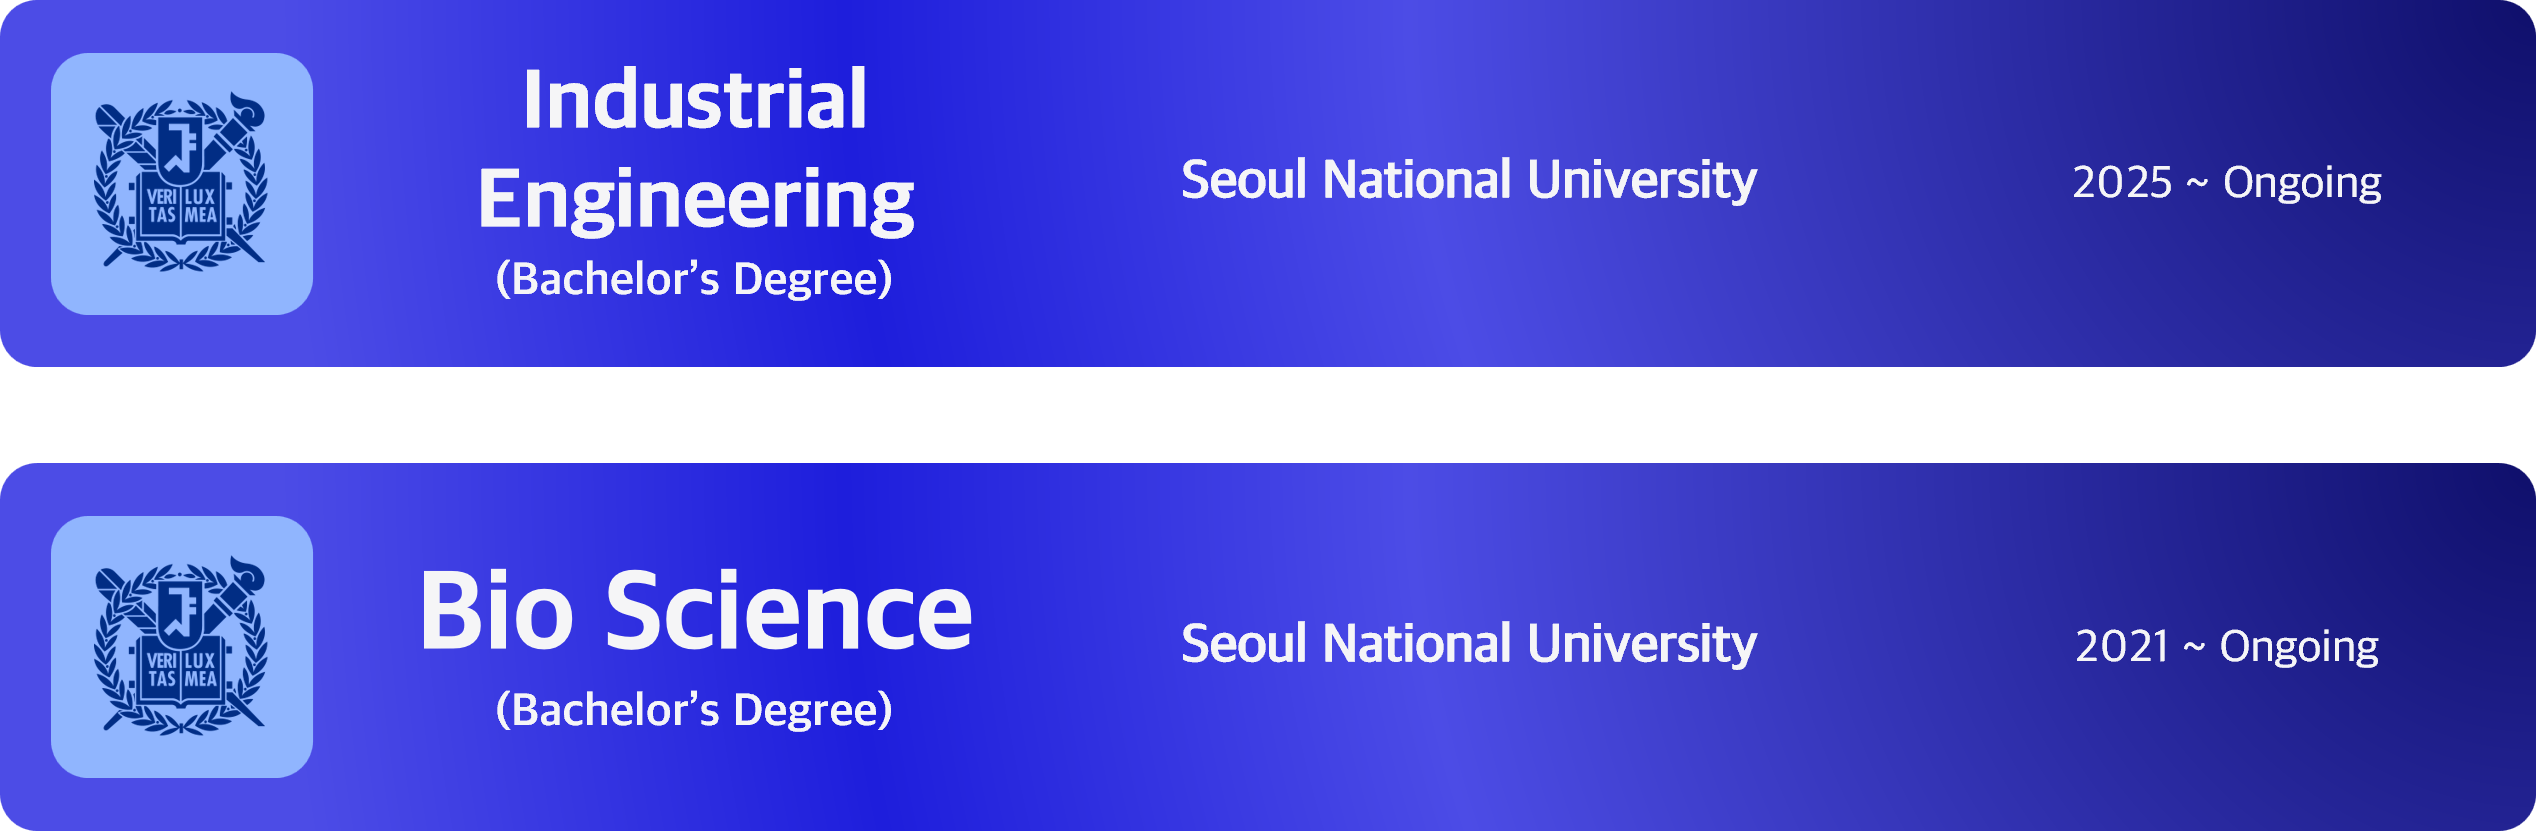 VERI LUX
TAS MEA
Industrial
Engineering
(Bachelor’s Degree)
Seoul National University
2025 ~ Ongoing
VERI LUX
TAS MEA
Bio Science
(Bachelor’s Degree)
Seoul National University
2021 ~ Ongoing